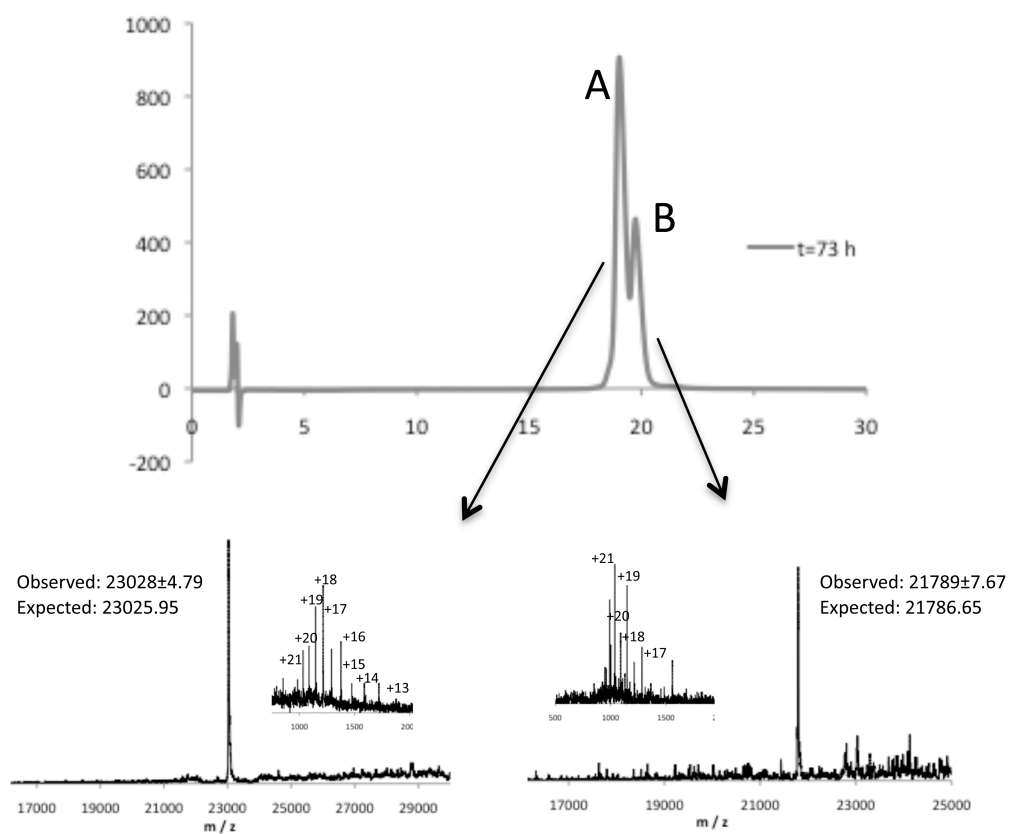 1000
800
600
400
200
0
-200
0 5 10 15 20 25 30
A
B
t=73 h
Observed: 23028±4.79
Expected: 23025.95
+18
+19
+17
+20
+16
+21
+15
+14
+13
1000 1500 200
17000 19000 21000 23000 25000 27000 29000
m / z
+21
+19
+20
+18
+17
500 1000 1500 2
Observed: 21789±7.67
Expected: 21786.65
17000 19000 21000 23000 25000
m / z